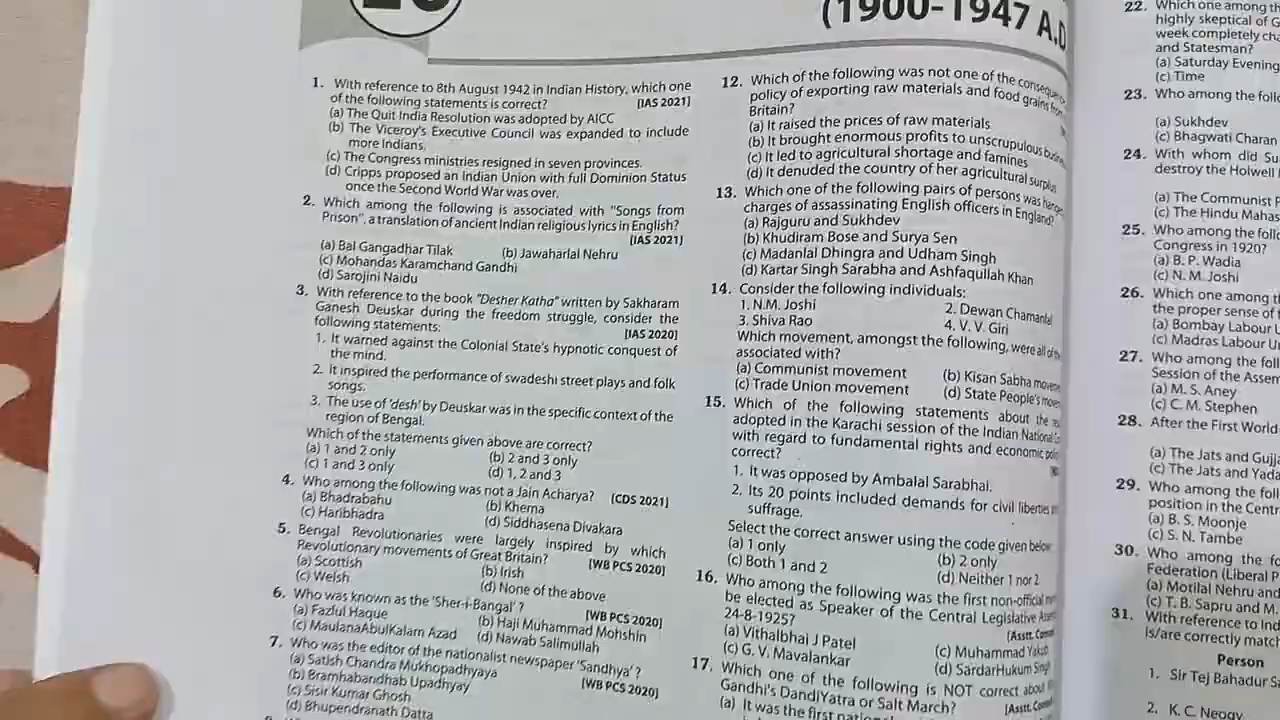 (1900-1947 A.D
1. With reference to 8th August 1942 in Indian History, which one
of the following statements is correct? [IAS 2021]
(a) The Quit India Resolution was adopted by AICC
(b) The Viceroy's Executive Council was expanded to include
more Indians.
(c) The Congress ministries resigned in seven provinces.
(d) Cripps proposed an Indian Union with full Dominion Status
once the Second World War was over.
2. Which among the following is associated with "Songs from
Prison", a translation of ancient Indian religious lyrics in English?
[IAS 2021]
(a) Bal Gangadhar Tilak (b) Jawaharlal Nehru
(c) Mohandas Karamchand Gandhi
(d) Sarojini Naidu
3. With reference to the book "Desher Katha" written by Sakharam
Ganesh Deuskar during the freedom struggle, consider the
following statements: [IAS 2020]
1. It warned against the Colonial State's hypnotic conquest of
the mind.
2. It inspired the performance of swadeshi street plays and folk
songs.
3. The use of 'desh' by Deuskar was in the specific context of the
region of Bengal.
Which of the statements given above are correct?
(a) 1 and 2 only (b) 2 and 3 only
(c) 1 and 3 only (d) 1, 2 and 3
4. Who among the following was not a Jain Acharya? [CDS 2021]
(a) Bhadrabahu (b) Khema
(c) Haribhadra (d) Siddhasena Divakara
5. Bengal Revolutionaries were largely inspired by which
Revolutionary movements of Great Britain? [WB PCS 2020]
(a) Scottish (b) Irish
(c) Welsh (d) None of the above
6. Who was known as the 'Sher-i-Bangal'? [WB PCS 2020]
(a) Fazlul Haque (b) Haji Muhammad Mohshin
(c) MaulanaAbulKalam Azad (d) Nawab Salimullah
7. Who was the editor of the nationalist newspaper 'Sandhya'?
(a) Satish Chandra Mukhopadhyaya [WB PCS 2020]
(b) Bramhabandhab Upadhyay
(c) Sisir Kumar Ghosh
(d) Bhupendranath Datta
12. Which of the following was not one of the
policy of exporting raw materials and food grains from
Britain?
(a) It raised the prices of raw materials
(b) It brought enormous profits to unscrupulous
(c) It led to agricultural shortage and famines
(d) It denuded the country of her agricultural surplus
13. Which one of the following pairs of persons was
charges of assassinating English officers in England?
(a) Rajguru and Sukhdev
(b) Khudiram Bose and Surya Sen
(c) Madanlal Dhingra and Udham Singh
(d) Kartar Singh Sarabha and Ashfaqullah Khan
14. Consider the following individuals:
1. N.M. Joshi 2. Dewan Chamanlal
3. Shiva Rao 4. V. V. Giri
Which movement, amongst the following, were all of
associated with?
(a) Communist movement (b) Kisan Sabha
(c) Trade Union movement (d) State People's
15. Which of the following statements about the
adopted in the Karachi session of the Indian National
with regard to fundamental rights and economic
correct?
1. It was opposed by Ambalal Sarabhai.
2. Its 20 points included demands for civil liberties
suffrage.
Select the correct answer using the code given below
(a) 1 only (b) 2 only
(c) Both 1 and 2 (d) Neither 1 nor 2
16. Who among the following was the first non-official
be elected as Speaker of the Central Legislative
24-8-1925? [Asstt.
(a) Vithalbhai J Patel (c) Muhammad Yakub
(c) G. V. Mavalankar (d) SardarHukum Singh
17. Which one of the following is NOT correct about
Gandhi's DandiYatra or Salt March? [Asstt.
(a) It was the first
22. Which one among
highly skeptical of
week completely
and Statesman?
(a) Saturday Evening
(c) Time
23. Who among the
(a) Sukhdev
(c) Bhagwati Charan
24. With whom did
destroy the Holwell
(a) The Communist
(c) The Hindu
25. Who among the
Congress in 1920?
(a) B. P. Wadia
(c) N. M. Joshi
26. Which one among
the proper sense of
(a) Bombay Labour
(c) Madras Labour
27. Who among the
Session of the
(a) M. S. Aney
(c) C. M. Stephen
28. After the First World
(a) The Jats and
(c) The Jats and
29. Who among the
position in the
(a) B. S. Moonje
(c) S. N. Tambe
30. Who among the
Federation (Liberal
(a) Motilal Nehru and
(c) T. B. Sapru and
31. With reference to
is/are correctly
Person
1. Sir Tej Bahadur
2. K. C. Neogy